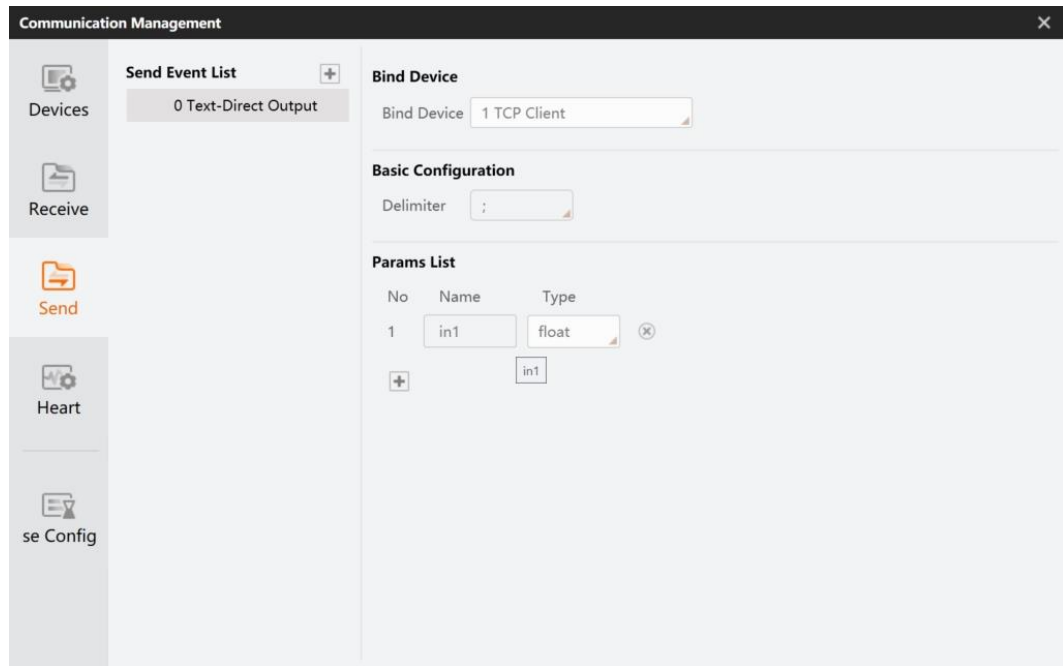 Communication Management
Devices
Receive
Send
Heart
se Config
Send Event List
0 Text-Direct Output
Bind Device
Bind Device 1 TCP Client
Basic Configuration
Delimiter ;
Params List
No Name Type
1 in1 float
in1